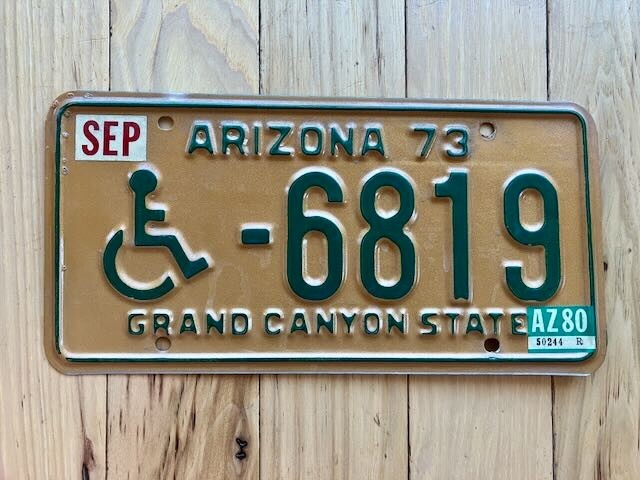 SEP
ARIZONA 73
-6819
GRAND CANYON STATE
AZ 80
50244 R